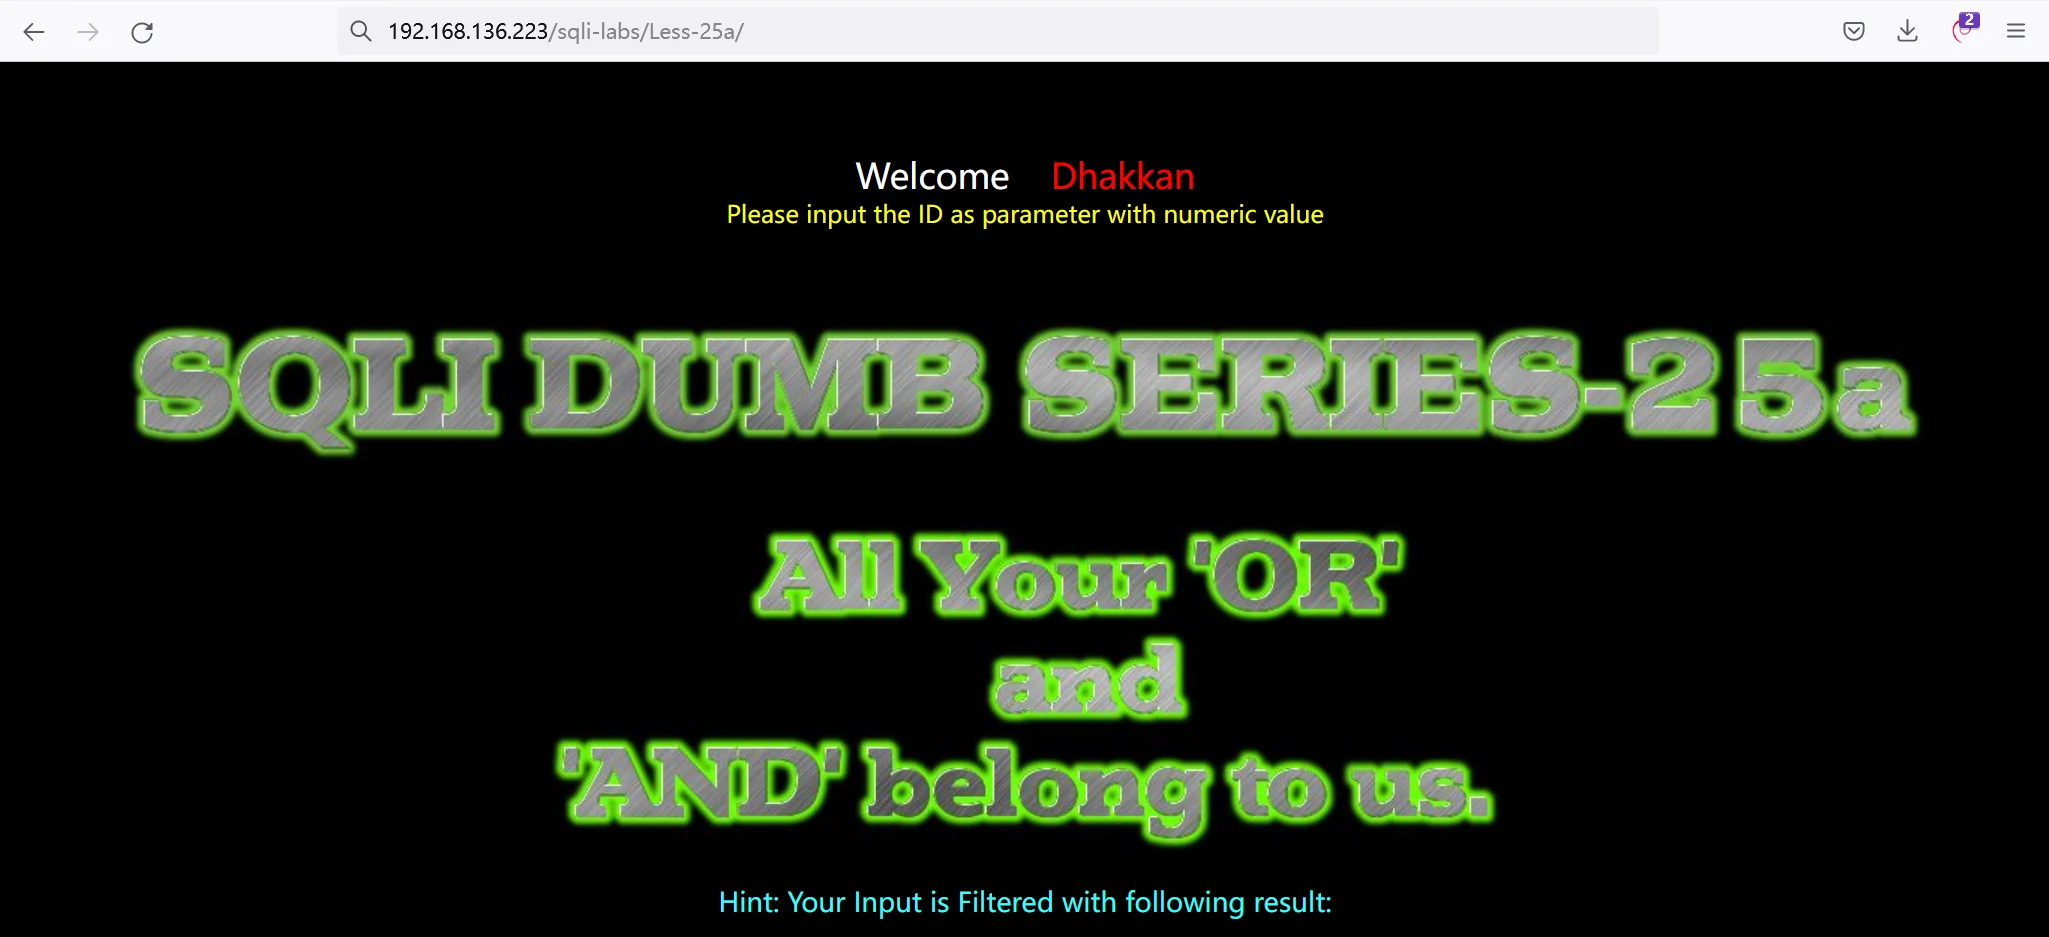 192.168.136.223/sqli-labs/Less-25a/
2
Welcome Dhakkan
Please input the ID as parameter with numeric value
SQLI DUMB SERIES-25a
All Your 'OR'
and
'AND' belong to us.
Hint: Your Input is Filtered with following result: